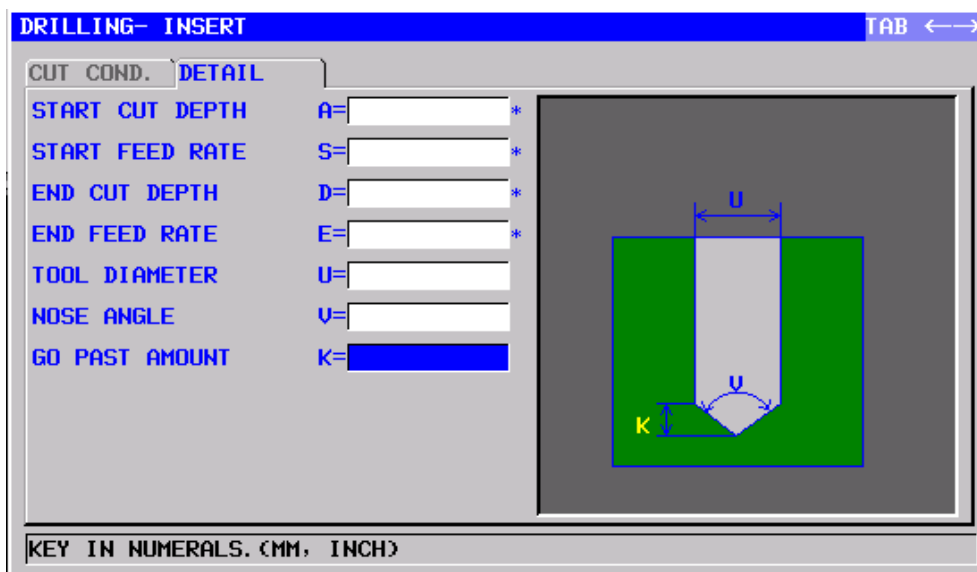 DRILLING- INSERT TAB ←→
CUT COND. DETAIL
START CUT DEPTH A= *
START FEED RATE S= *
END CUT DEPTH D= *
END FEED RATE E= *
TOOL DIAMETER U=
NOSE ANGLE V=
GO PAST AMOUNT K=
U
V
K
KEY IN NUMERALS.(MM, INCH)